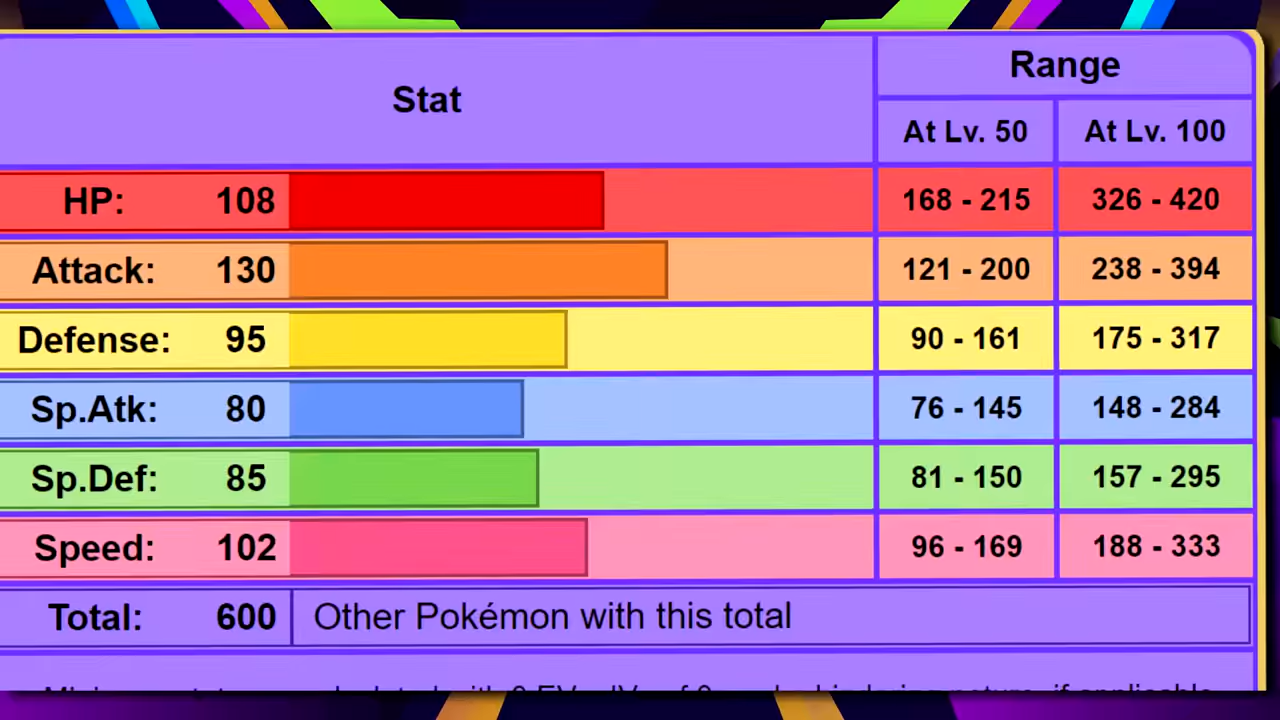 Stat
Range
At Lv. 50 At Lv. 100
HP: 108 168 - 215 326 - 420
Attack: 130 121 - 200 238 - 394
Defense: 95 90 - 161 175 - 317
Sp.Atk: 80 76 - 145 148 - 284
Sp.Def: 85 81 - 150 157 - 295
Speed: 102 96 - 169 188 - 333
Total: 600 Other Pokémon with this total